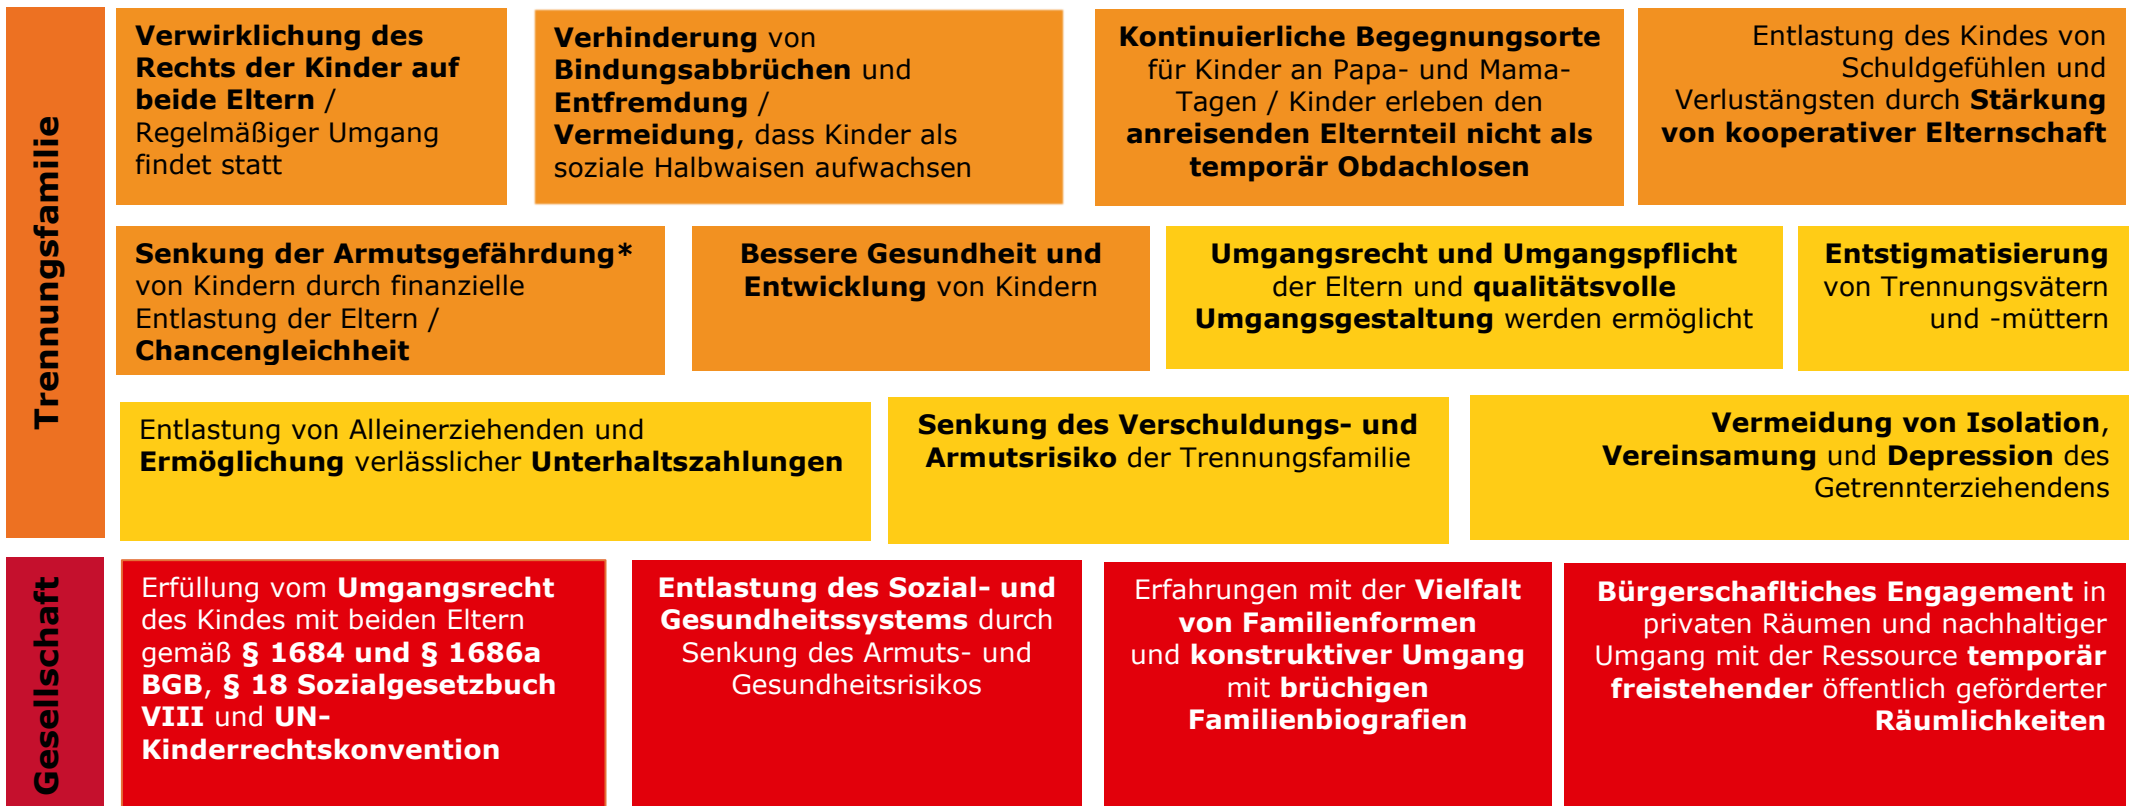 Trennungsfamilie
Verwirklichung des
Rechts der Kinder auf
beide Eltern /
Regelmäßiger Umgang
findet statt
Verhinderung von
Bindungsabbrüchen und
Entfremdung /
Vermeidung, dass Kinder als
soziale Halbwaisen aufwachsen
Kontinuierliche Begegnungsorte
für Kinder an Papa- und Mama-
Tagen / Kinder erleben den
anreisenden Elternteil nicht als
temporär Obdachlosen
Entlastung des Kindes von
Schuldgefühlen und
Verlustängsten durch Stärkung
von kooperativer Elternschaft
Senkung der Armutsgefährdung*
von Kindern durch finanzielle
Entlastung der Eltern /
Chancengleichheit
Bessere Gesundheit und
Entwicklung von Kindern
Umgangsrecht und Umgangspflicht
der Eltern und qualitätsvolle
Umgangsgestaltung werden ermöglicht
Entstigmatisierung
von Trennungsvätern
und -müttern
Entlastung von Alleinerziehenden und
Ermöglichung verlässlicher Unterhaltszahlungen
Senkung des Verschuldungs- und
Armutsrisiko der Trennungsfamilie
Vermeidung von Isolation,
Vereinsamung und Depression des
Getrennterziehendens
Gesellschaft
Erfüllung vom Umgangsrecht
des Kindes mit beiden Eltern
gemäß § 1684 und § 1686a
BGB, § 18 Sozialgesetzbuch
VIII und UN-
Kinderrechtskonvention
Entlastung des Sozial- und
Gesundheitssystems durch
Senkung des Armuts- und
Gesundheitsrisikos
Erfahrungen mit der Vielfalt
von Familienformen
und konstruktiver Umgang
mit brüchigen
Familienbiografien
Bürgerschafltiches Engagement in
privaten Räumen und nachhaltiger
Umgang mit der Ressource temporär
freistehender öffentlich geförderter
Räumlichkeiten